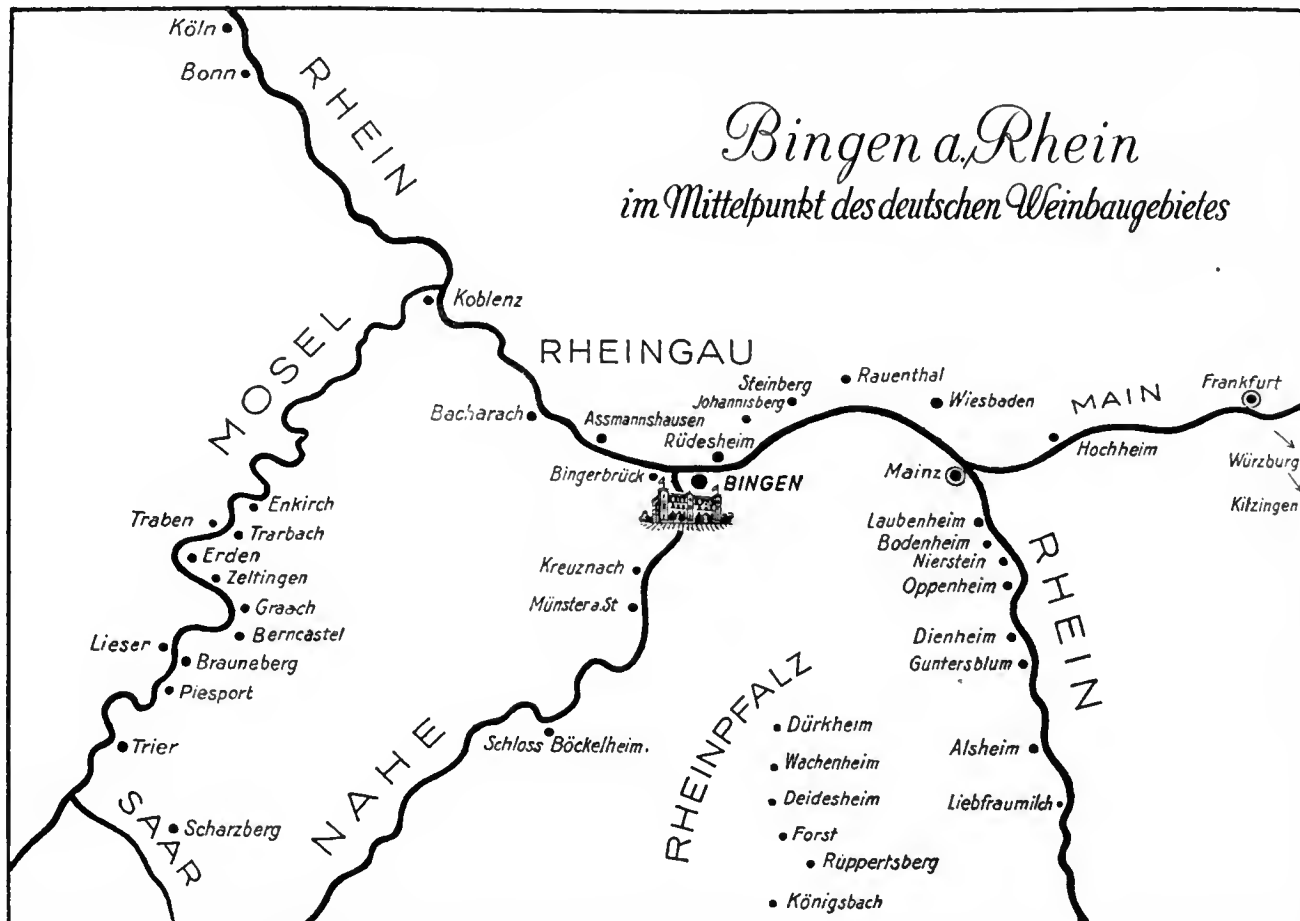 Köln
Bonn
RHEIN
Bingen a. Rhein
im Mittelpunkt des deutschen Weinbaugebietes
Koblenz
MOSEL
RHEINGAU
Steinberg
Rauenthal
Johannisberg
Wiesbaden
MAIN
Frankfurt
Bacharach
Assmannshausen
Rüdesheim
Hochheim
Würzburg
Kitzingen
Bingerbrück
BINGEN
Mainz
Enkirch
Traben
Trarbach
Erden
Zeltingen
Graach
Berncastel
Lieser
Brauneberg
Piesport
Trier
SAAR
Scharzberg
Kreuznach
Münster a. St
NAHE
Schloss Böckelheim.
Laubenheim
Bodenheim
Nierstein
Oppenheim
RHEIN
Dienheim
Guntersblum
Alsheim
Liebfraumilch
RHEINPFALZ
Dürkheim
Wachenheim
Deidesheim
Forst
Rüppertsberg
Königsbach